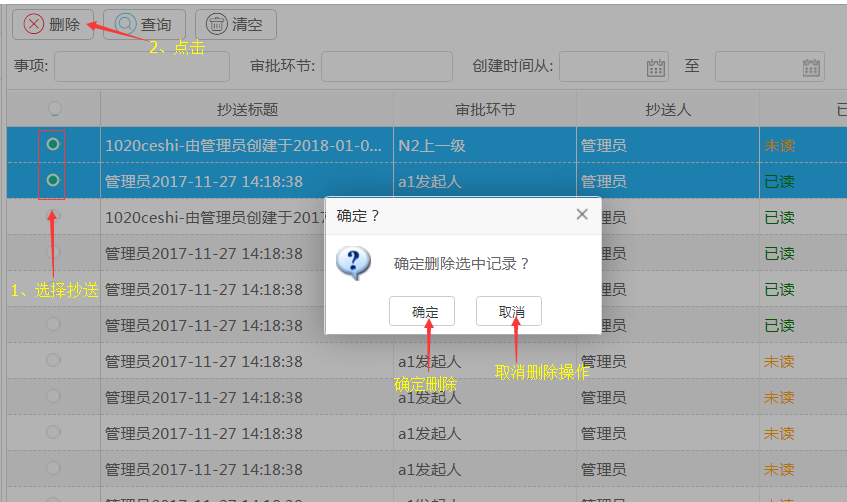 删除 查询 清空
2、点击
事项: 审批环节: 创建时间从: 至
抄送标题 审批环节 抄送人 已
1020ceshi-由管理员创建于2018-01-0... N2上一级 管理员 未读
管理员2017-11-27 14:18:38 a1发起人 管理员 已读
1020ceshi-由管理员创建于2017 理员 已读
确定？
管理员2017-11-27 14:18:38 理员 已读
确定删除选中记录？
1、选择抄送
管理员2017-11-27 14:18:38 理员 已读
确定 取消
管理员2017-11-27 14:18:38 理员 已读
管理员2017-11-27 14:18:38 a1发起人 管理员 未读
确定删除 取消删除操作
管理员2017-11-27 14:18:38 a1发起人 管理员 未读
管理员2017-11-27 14:18:38 a1发起人 管理员 未读
管理员2017-11-27 14:18:38 a1发起人 管理员 未读